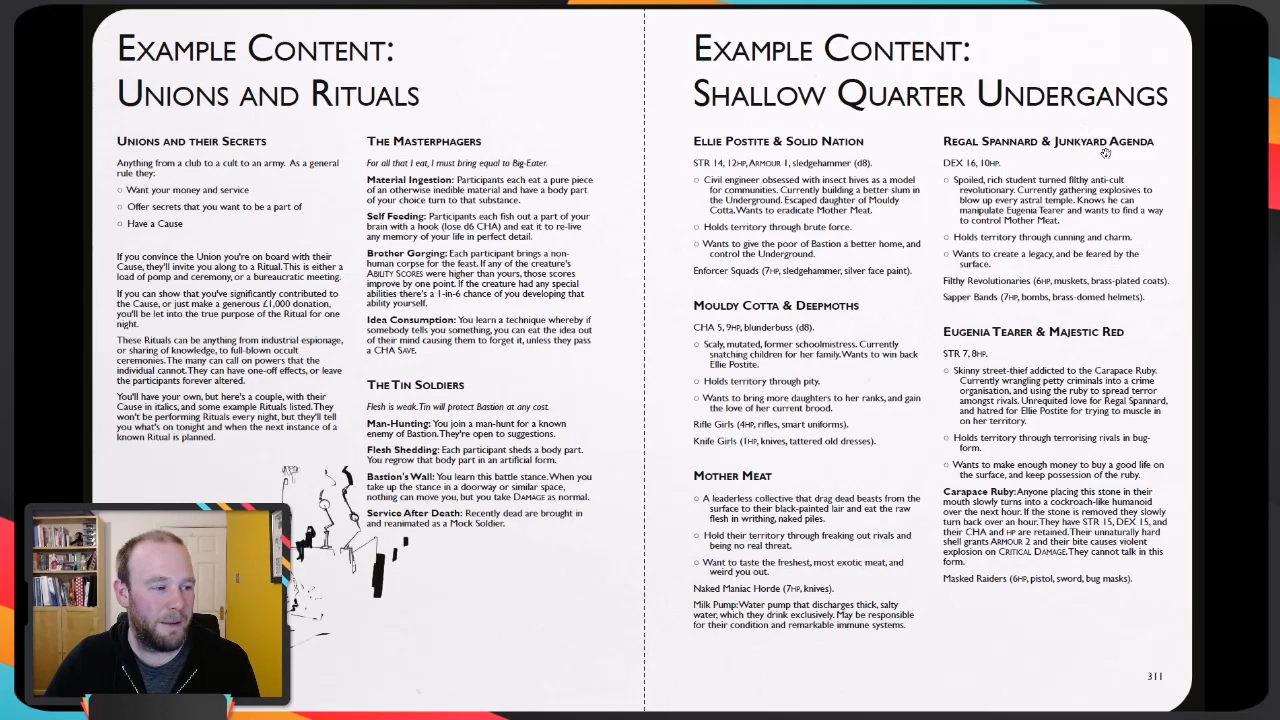 EXAMPLE CONTENT:
UNIONS AND RITUALS
UNIONS AND THEIR SECRETS
Anything from a club to a cult to an army. As a general
rule they:
○ Want your money and service
○ Offer secrets that you want to be a part of
○ Have a Cause
If you convince the Union you're on board with their
Cause, they'll invite you along to a Ritual. This is either a
load of pomp and ceremony, or a bureaucratic meeting.
If you can show that you've significantly contributed to
the Cause, or just make a generous £1,000 donation,
you'll be let into the true purpose of the Ritual for one
night.
These Rituals can be anything from industrial espionage,
or sharing of knowledge, to full-blown occult
ceremonies. The many can call on powers that the
individual cannot. They can have one-off effects, or leave
the participants forever altered.
You'll have your own, but here's a couple, with their
Cause in italics, and some example Rituals listed. They
won't be performing Rituals every night, but they'll tell
you what's on tonight and when the next instance of a
known Ritual is planned.
THE MASTERPHAGERS
For all that I eat, I must bring equal to Big-Eater.
Material Ingestion: Participants each eat a pure piece
of an otherwise inedible material and have a body part
of your choice turn to that substance.
Self Feeding: Participants each fish out a part of your
brain with a hook (lose d6 CHA) and eat it to re-live
any memory of your life in perfect detail.
Brother Gorging: Each participant brings a non-
human corpse for the feast. If any of the creature's
ABILITY SCORES were higher than yours, those scores
improve by one point. If the creature had any special
abilities there's a 1-in-6 chance of you developing that
ability yourself.
Idea Consumption: You learn a technique whereby if
somebody tells you something, you can eat the idea out
of their mind causing them to forget it, unless they pass
a CHA SAVE.
THE TIN SOLDIERS
Flesh is weak. Tin will protect Bastion at any cost.
Man-Hunting: You join a man-hunt for a known
enemy of Bastion. They're open to suggestions.
Flesh Shedding: Each participant sheds a body part.
You regrow that body part in an artificial form.
Bastion's Wall: You learn this battle stance. When you
take up the stance in a doorway or similar space,
nothing can move you, but you take DAMAGE as normal.
Service After Death: Recently dead are brought in
and reanimated as a Mock Soldier.
EXAMPLE CONTENT:
SHALLOW QUARTER UNDERGANGS
ELLIE POSTITE & SOLID NATION
STR 14, 12HP, ARMOUR 1, sledgehammer (d8).
○ Civil engineer obsessed with insect hives as a model
for communities. Currently building a better slum in
the Underground. Escaped daughter of Mouldy
Cotta. Wants to eradicate Mother Meat.
○ Holds territory through brute force.
○ Wants to give the poor of Bastion a better home, and
control the Underground.
Enforcer Squads (7HP, sledgehammer, silver face paint).
MOULDY COTTA & DEEPMOTHS
CHA 5, 9HP, blunderbuss (d8).
○ Scaly, mutated, former schoolmistress. Currently
snatching children for her family. Wants to win back
Ellie Postite.
○ Holds territory through pity.
○ Wants to bring more daughters to her ranks, and gain
the love of her current brood.
Rifle Girls (4HP, rifles, smart uniforms).
Knife Girls (1HP, knives, tattered old dresses).
MOTHER MEAT
○ A leaderless collective that drag dead beasts from the
surface to their black-painted lair and eat the raw
flesh in writhing, naked piles.
○ Hold their territory through freaking out rivals and
being no real threat.
○ Want to taste the freshest, most exotic meat, and
weird you out.
Naked Maniac Horde (7HP, knives).
Milk Pump: Water pump that discharges thick, salty
water, which they drink exclusively. May be responsible
for their condition and remarkable immune systems.
REGAL SPANNARD & JUNKYARD AGENDA
DEX 16, 10HP.
○ Spoiled, rich student turned filthy anti-cult
revolutionary. Currently gathering explosives to
blow up every astral temple. Knows he can
manipulate Eugenia Tearer and wants to find a way
to control Mother Meat.
○ Holds territory through cunning and charm.
○ Wants to create a legacy, and be feared by the
surface.
Filthy Revolutionaries (6HP, muskets, brass-plated coats).
Sapper Bands (7HP, bombs, brass-domed helmets).
EUGENIA TEARER & MAJESTIC RED
STR 7, 8HP.
○ Skinny street-thief addicted to the Carapace Ruby.
Currently wrangling petty criminals into a crime
organisation, and using the ruby to spread terror
amongst rivals. Unrequited love for Regal Spannard,
and hatred for Ellie Postite for trying to muscle in
on her territory.
○ Holds territory through terrorising rivals in bug-
form.
○ Wants to make enough money to buy a good life on
the surface, and keep possession of the ruby.
Carapace Ruby: Anyone placing this stone in their
mouth slowly turns into a cockroach-like humanoid
over the next hour. If the stone is removed they slowly
turn back over an hour. They have STR 15, DEX 15, and
their CHA and HP are retained. Their unnaturally hard
shell grants ARMOUR 2 and their bite causes violent
explosion on CRITICAL DAMAGE. They cannot talk in this
form.
Masked Raiders (6HP, pistol, sword, bug masks).
311